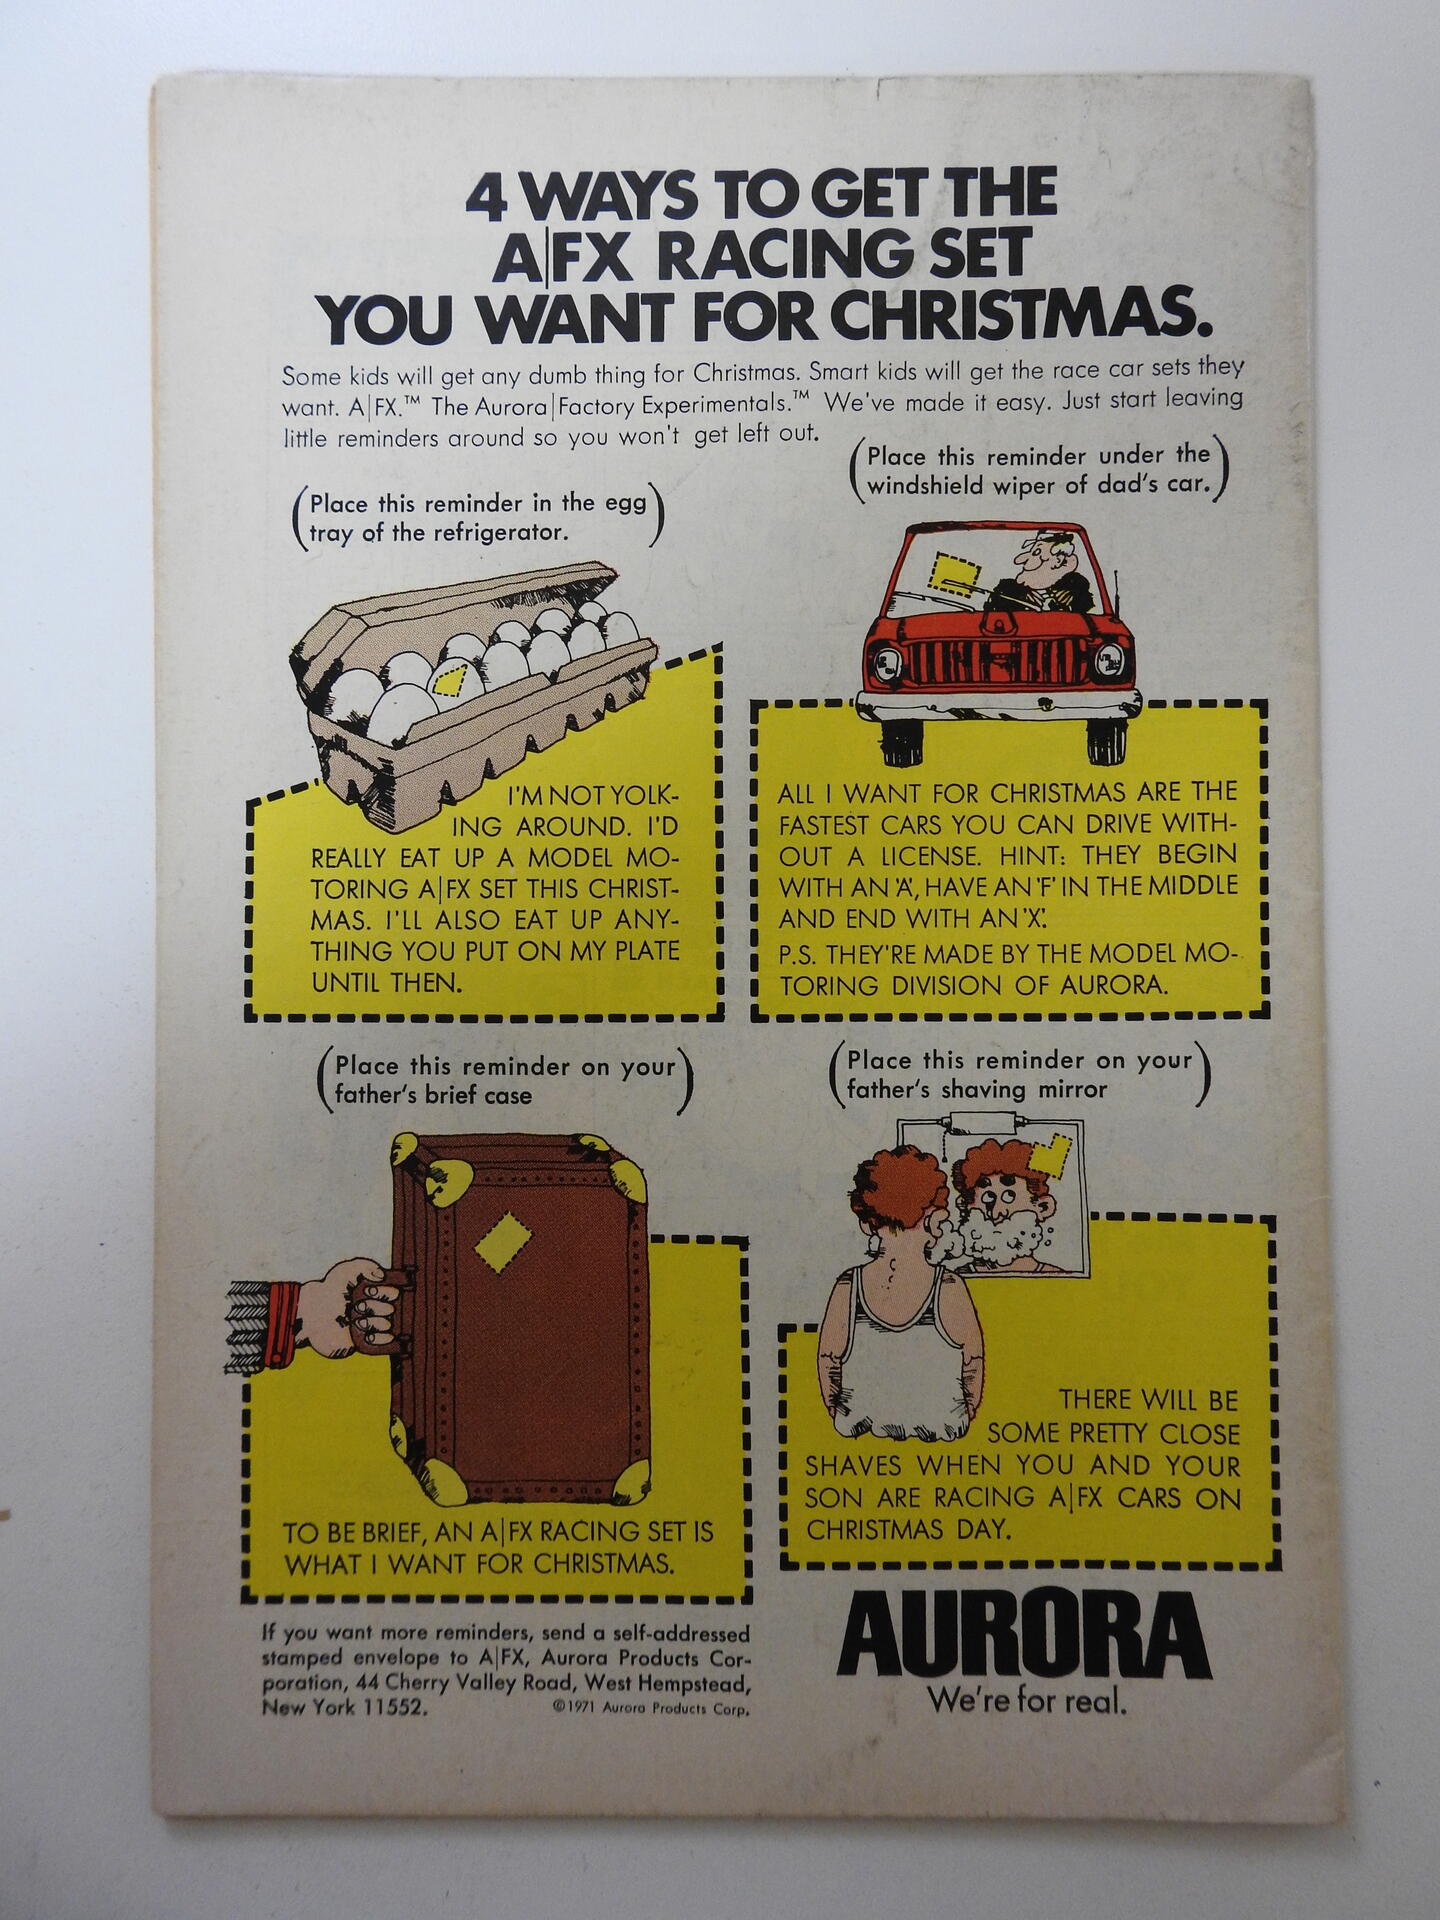 4 WAYS TO GET THE
A|FX RACING SET
YOU WANT FOR CHRISTMAS.
Some kids will get any dumb thing for Christmas. Smart kids will get the race car sets they
want. A|FX.™ The Aurora|Factory Experimentals.™ We've made it easy. Just start leaving
little reminders around so you won't get left out.
(Place this reminder in the egg
tray of the refrigerator.)
I'M NOT YOLK-
ING AROUND. I'D
REALLY EAT UP A MODEL MO-
TORING A|FX SET THIS CHRIST-
MAS. I'LL ALSO EAT UP ANY-
THING YOU PUT ON MY PLATE
UNTIL THEN.
(Place this reminder under the
windshield wiper of dad's car.)
ALL I WANT FOR CHRISTMAS ARE THE
FASTEST CARS YOU CAN DRIVE WITH-
OUT A LICENSE. HINT: THEY BEGIN
WITH AN 'A', HAVE AN 'F' IN THE MIDDLE
AND END WITH AN 'X'.
P.S. THEY'RE MADE BY THE MODEL MO-
TORING DIVISION OF AURORA.
(Place this reminder on your
father's brief case)
TO BE BRIEF, AN A|FX RACING SET IS
WHAT I WANT FOR CHRISTMAS.
(Place this reminder on your
father's shaving mirror)
THERE WILL BE
SOME PRETTY CLOSE
SHAVES WHEN YOU AND YOUR
SON ARE RACING A|FX CARS ON
CHRISTMAS DAY.
If you want more reminders, send a self-addressed
stamped envelope to A|FX, Aurora Products Cor-
poration, 44 Cherry Valley Road, West Hempstead,
New York 11552. ©1971 Aurora Products Corp.
AURORA
We're for real.